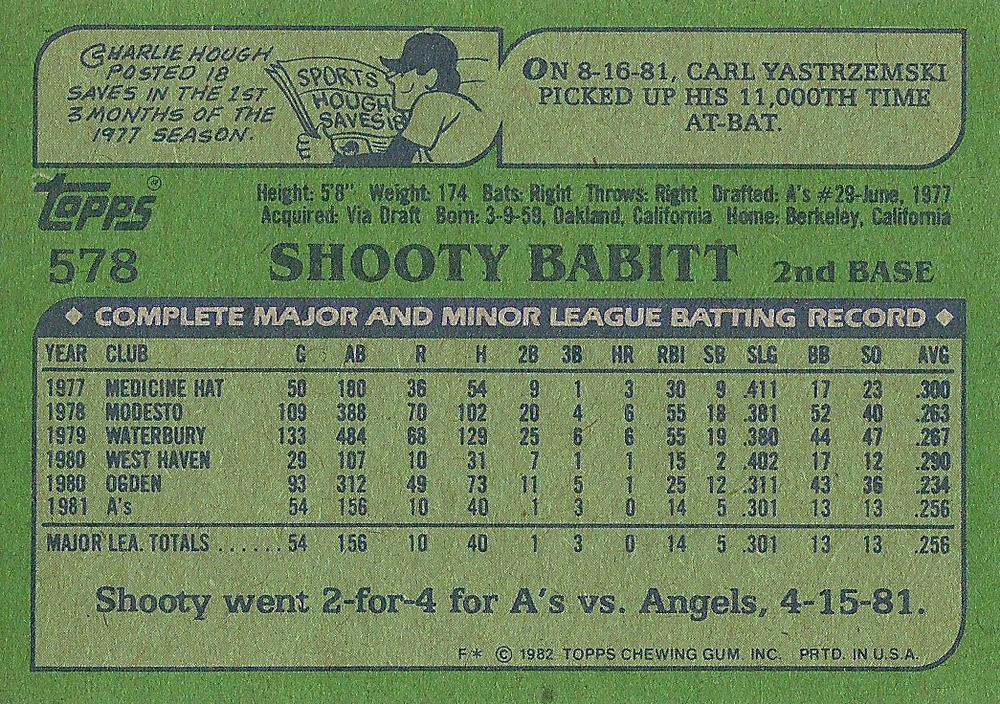 CHARLIE HOUGH
POSTED 18
SAVES IN THE 1ST
3 MONTHS OF THE
1977 SEASON.
SPORTS
HOUGH
SAVES 18
ON 8-16-81, CARL YASTRZEMSKI
PICKED UP HIS 11,000TH TIME
AT-BAT.
TOPPS ®
Height: 5'8". Weight: 174 Bats: Right Throws: Right Drafted: A's #29-June, 1977
Acquired: Via Draft Born: 3-9-59, Oakland, California Home: Berkeley, California
578 SHOOTY BABITT 2nd BASE
◆ COMPLETE MAJOR AND MINOR LEAGUE BATTING RECORD ◆
YEAR CLUB G AB R H 2B 3B HR RBI SB SLG BB SO AVG
1977 MEDICINE HAT 50 180 36 54 9 1 3 30 9 .411 17 23 .300
1978 MODESTO 109 388 70 102 20 4 6 55 18 .381 52 40 .263
1979 WATERBURY 133 484 68 129 25 6 6 55 19 .380 44 47 .267
1980 WEST HAVEN 29 107 10 31 7 1 1 15 2 .402 17 12 .290
1980 OGDEN 93 312 49 73 11 5 1 25 12 .311 43 36 .234
1981 A's 54 156 10 40 1 3 0 14 5 .301 13 13 .256
MAJOR LEA. TOTALS ...... 54 156 10 40 1 3 0 14 5 .301 13 13 .256
Shooty went 2-for-4 for A's vs. Angels, 4-15-81.
F* © 1982 TOPPS CHEWING GUM, INC. PRTD. IN U.S.A.